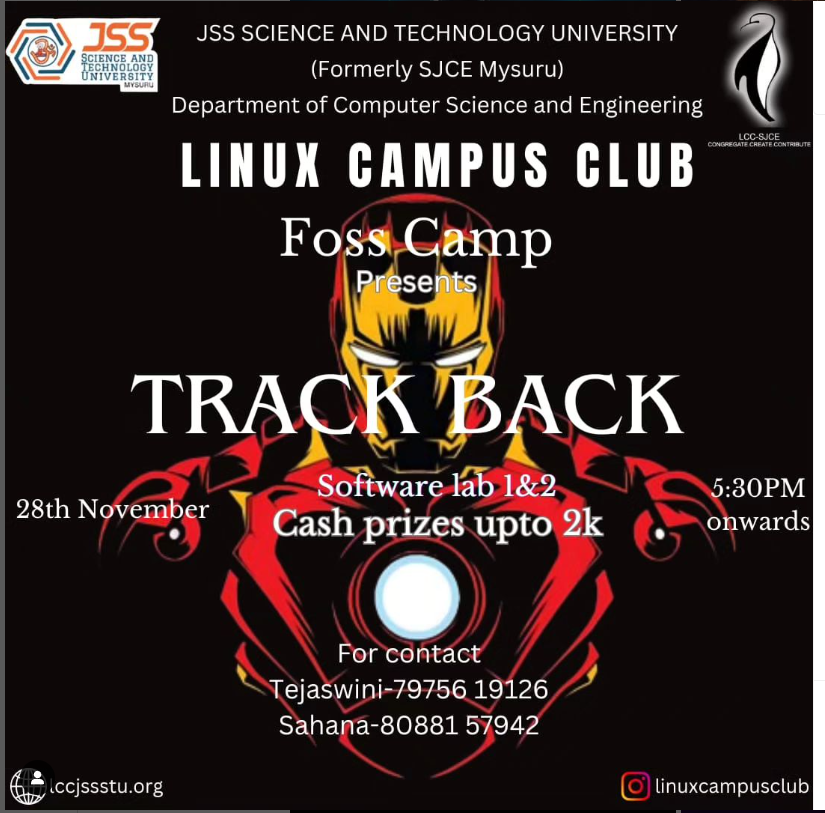 JSS
SCIENCE AND
TECHNOLOGY
UNIVERSITY
MYSURU
JSS SCIENCE AND TECHNOLOGY UNIVERSITY
(Formerly SJCE Mysuru)
Department of Computer Science and Engineering
LCC-SJCE
CONGREGATE.CREATE.CONTRIBUTE
LINUX CAMPUS CLUB
Foss Camp
Presents
TRACK BACK
28th November
Software lab 1&2
Cash prizes upto 2k
5:30PM
onwards
For contact
Tejaswini-79756 19126
Sahana-80881 57942
lccjssstu.org
linuxcampusclub